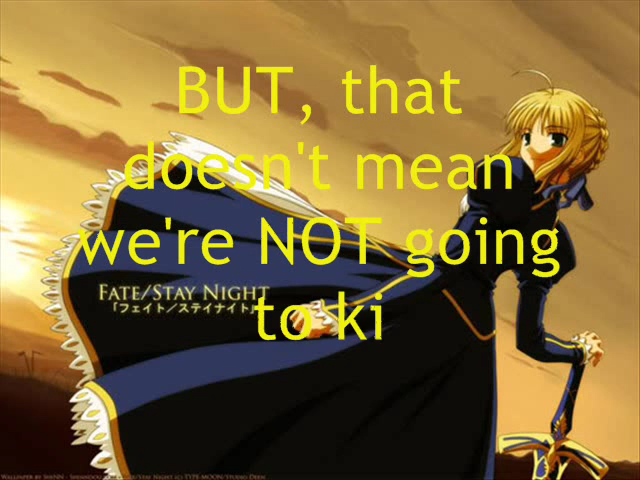 BUT, that
doesn't mean
we're NOT going
to ki
FATE/STAY NIGHT
「フェイト／ステイナイト」